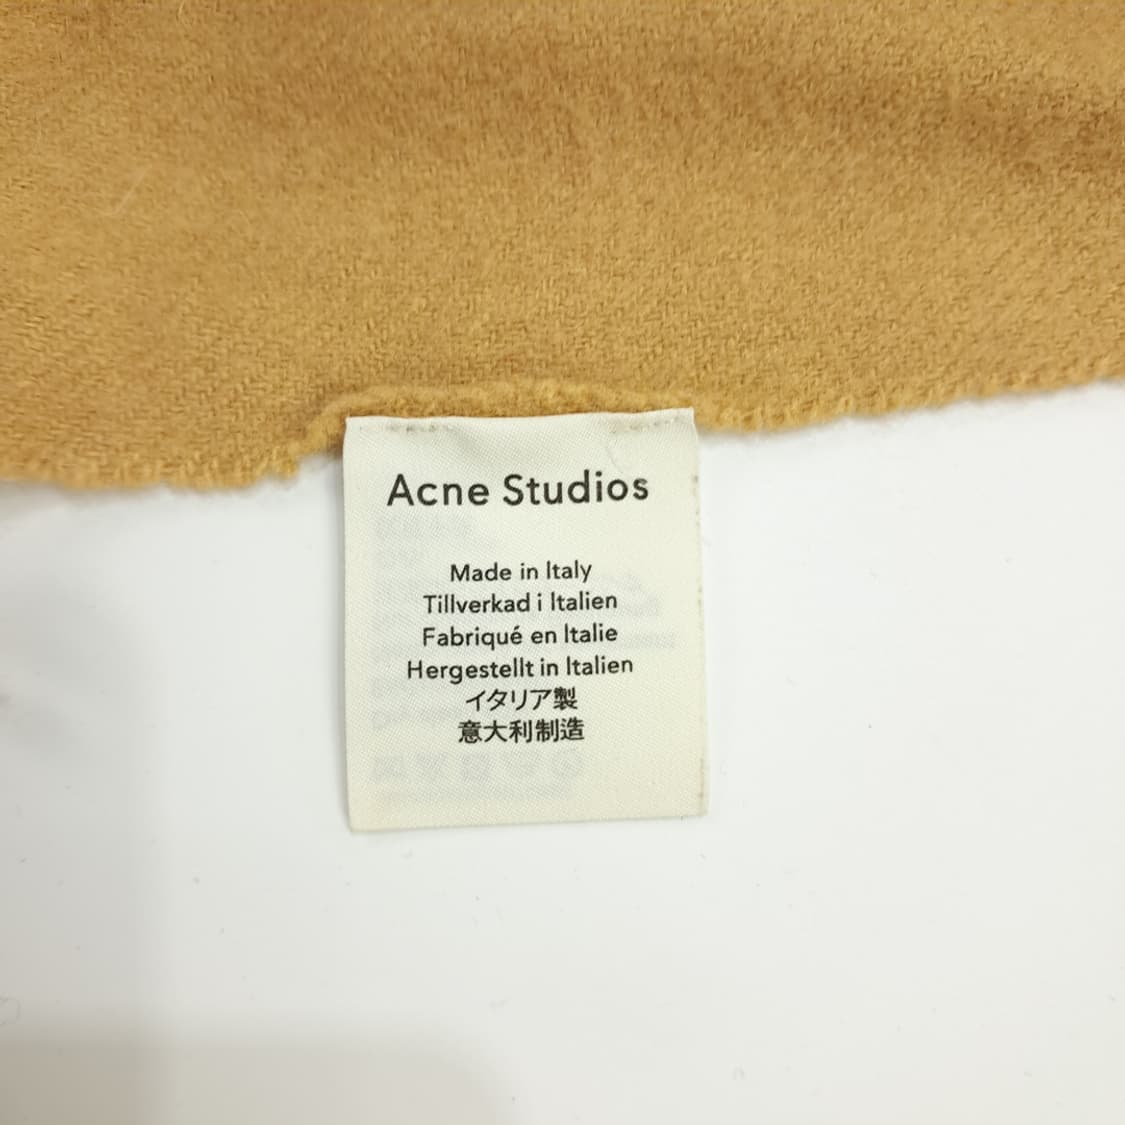 Acne Studios
Made in Italy
Tillverkad i Italien
Fabriqué en Italie
Hergestellt in Italien
イタリア製
意大利制造